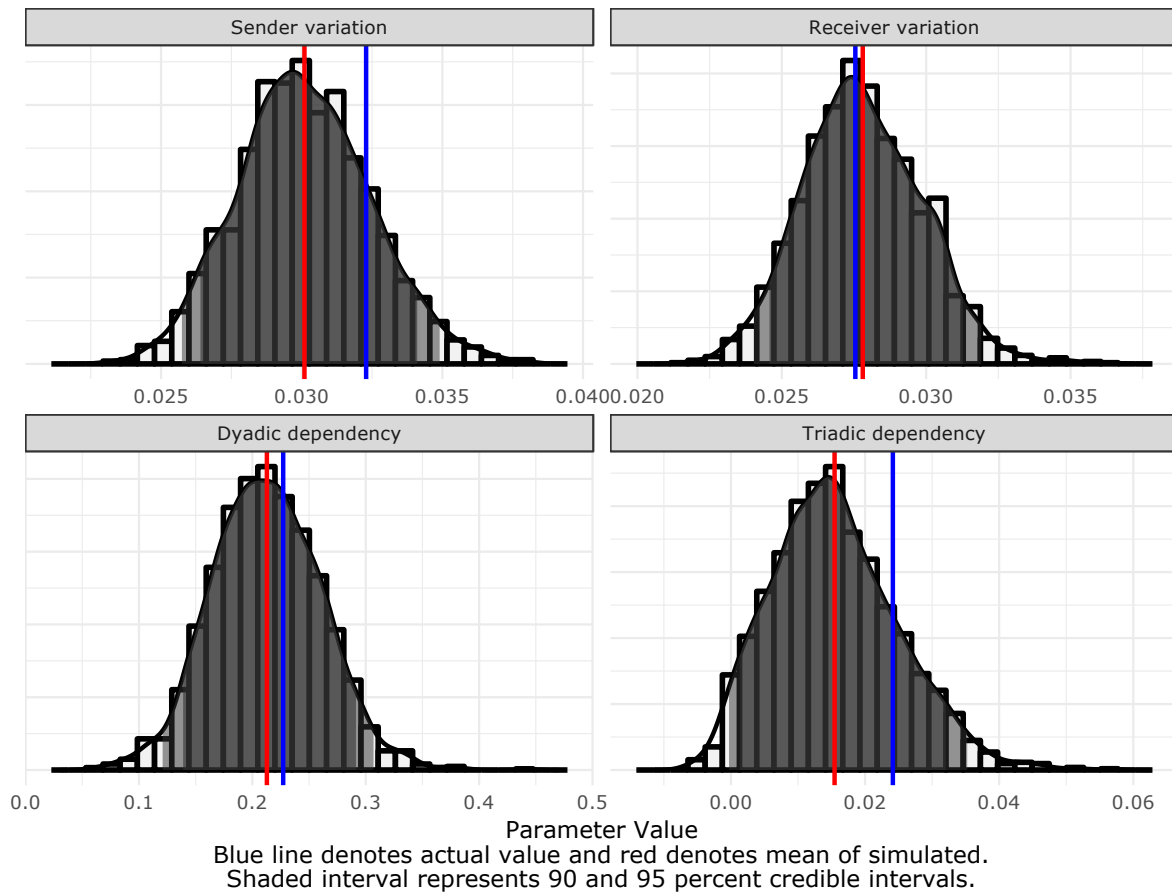 Sender variation
Receiver variation
0.025 0.030 0.035 0.040
0.020 0.025 0.030 0.035
Dyadic dependency
Triadic dependency
0.0 0.1 0.2 0.3 0.4 0.5
0.00 0.02 0.04 0.06
Parameter Value
Blue line denotes actual value and red denotes mean of simulated.
Shaded interval represents 90 and 95 percent credible intervals.